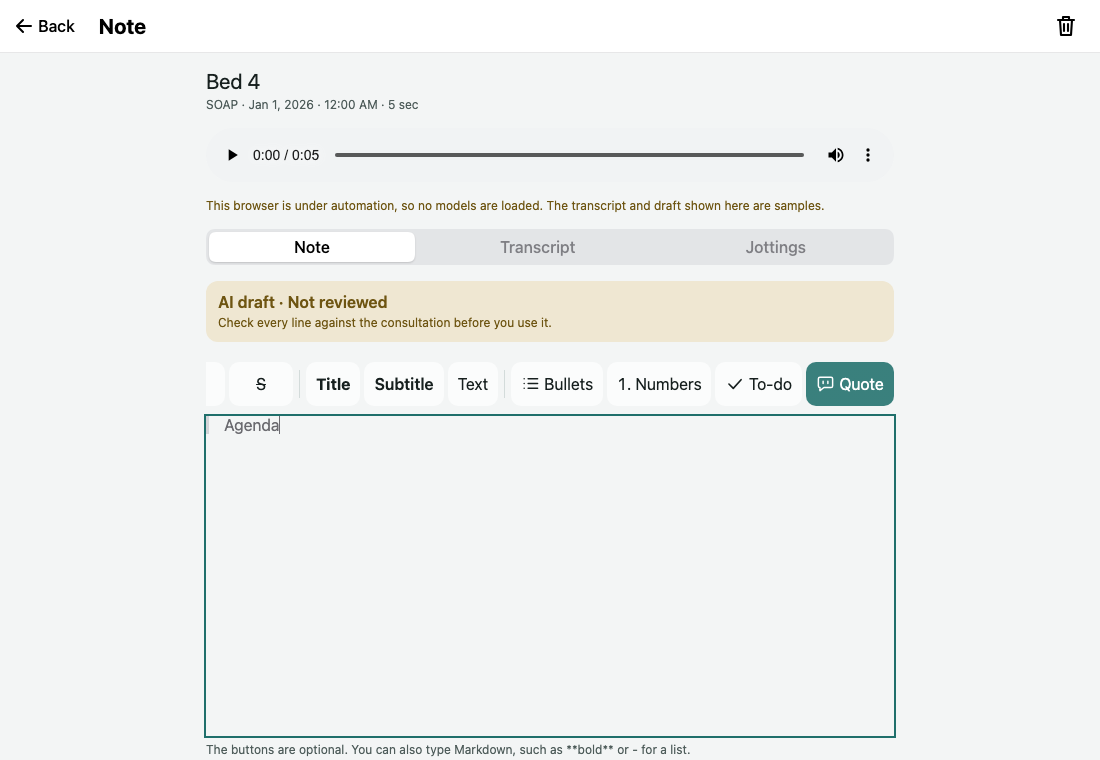 Back Note
Bed 4
SOAP · Jan 1, 2026 · 12:00 AM · 5 sec
0:00 / 0:05
This browser is under automation, so no models are loaded. The transcript and draft shown here are samples.
Note Transcript Jottings
AI draft · Not reviewed
Check every line against the consultation before you use it.
S Title Subtitle Text Bullets 1. Numbers To-do Quote
Agenda
The buttons are optional. You can also type Markdown, such as **bold** or - for a list.